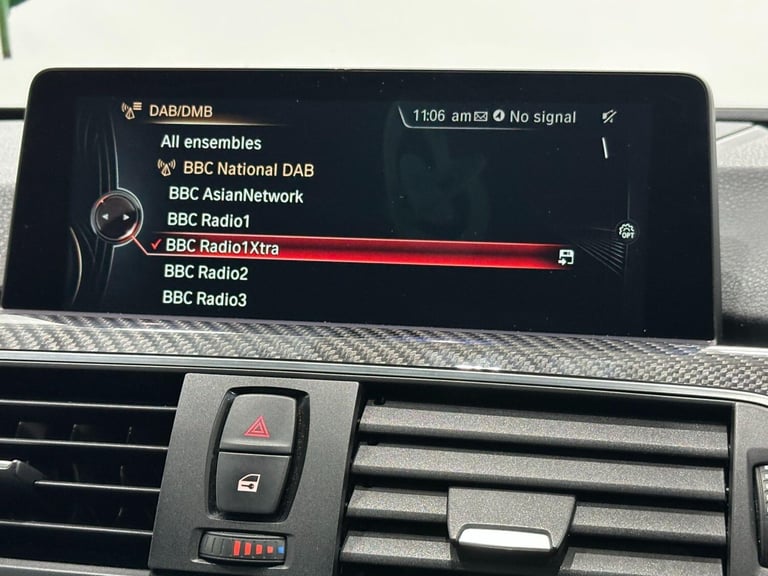 DAB/DMB
11:06 am No signal
All ensembles
BBC National DAB
BBC AsianNetwork
BBC Radio1
BBC Radio1Xtra
OPT
BBC Radio2
BBC Radio3